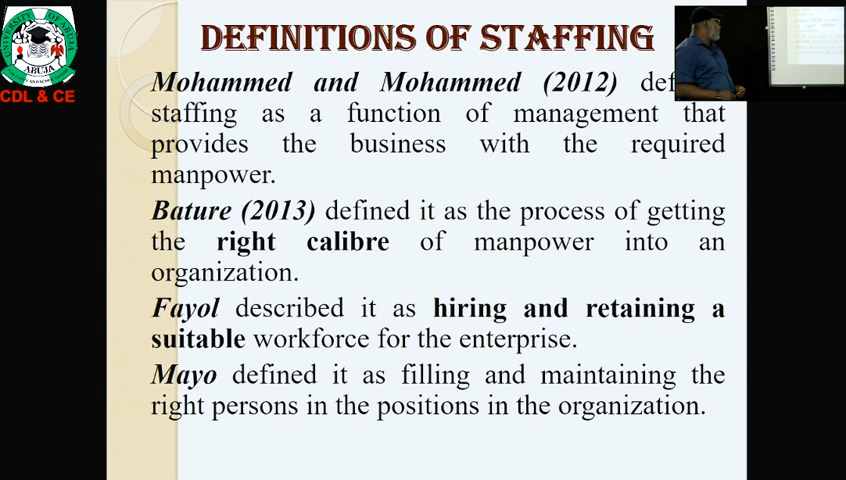 UNIVERSITY OF ABUJA
ABUJA
CDL & CE
DEFINITIONS OF STAFFING
Mohammed and Mohammed (2012)
staffing as a function of management that
provides the business with the required
manpower.
Bature (2013) defined it as the process of getting
the right calibre of manpower into an
organization.
Fayol described it as hiring and retaining a
suitable workforce for the enterprise.
Mayo defined it as filling and maintaining the
right persons in the positions in the organization.